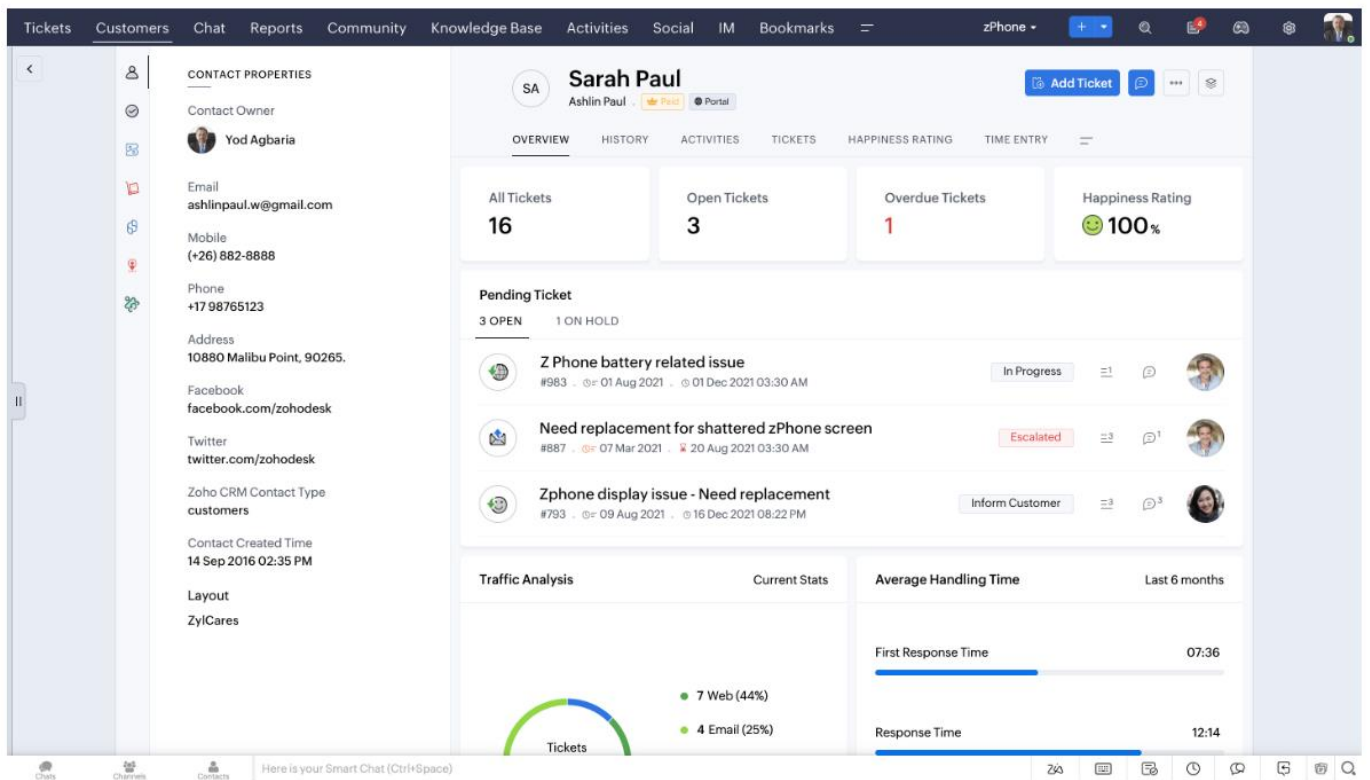 Tickets Customers Chat Reports Community Knowledge Base Activities Social IM Bookmarks zPhone
4
CONTACT PROPERTIES
Contact Owner
Yod Agbaria
Email
ashlinpaul.w@gmail.com
Mobile
(+26) 882-8888
Phone
+17 98765123
Address
10880 Malibu Point, 90265.
Facebook
facebook.com/zohodesk
Twitter
twitter.com/zohodesk
Zoho CRM Contact Type
customers
Contact Created Time
14 Sep 2016 02:35 PM
Layout
ZylCares
SA
Sarah Paul
Ashlin Paul . Paid Portal
Add Ticket
OVERVIEW HISTORY ACTIVITIES TICKETS HAPPINESS RATING TIME ENTRY
All Tickets
16
Open Tickets
3
Overdue Tickets
1
Happiness Rating
100%
Pending Ticket
3 OPEN 1 ON HOLD
Z Phone battery related issue
#983 . 01 Aug 2021 . 01 Dec 2021 03:30 AM
In Progress 1
Need replacement for shattered zPhone screen
#887 . 07 Mar 2021 . 20 Aug 2021 03:30 AM
Escalated 3 1
Zphone display issue - Need replacement
#793 . 09 Aug 2021 . 16 Dec 2021 08:22 PM
Inform Customer 3 3
Traffic Analysis Current Stats
7 Web (44%)
4 Email (25%)
Tickets
Average Handling Time Last 6 months
First Response Time 07:36
Response Time 12:14
Chats Channels Contacts Here is your Smart Chat (Ctrl+Space)